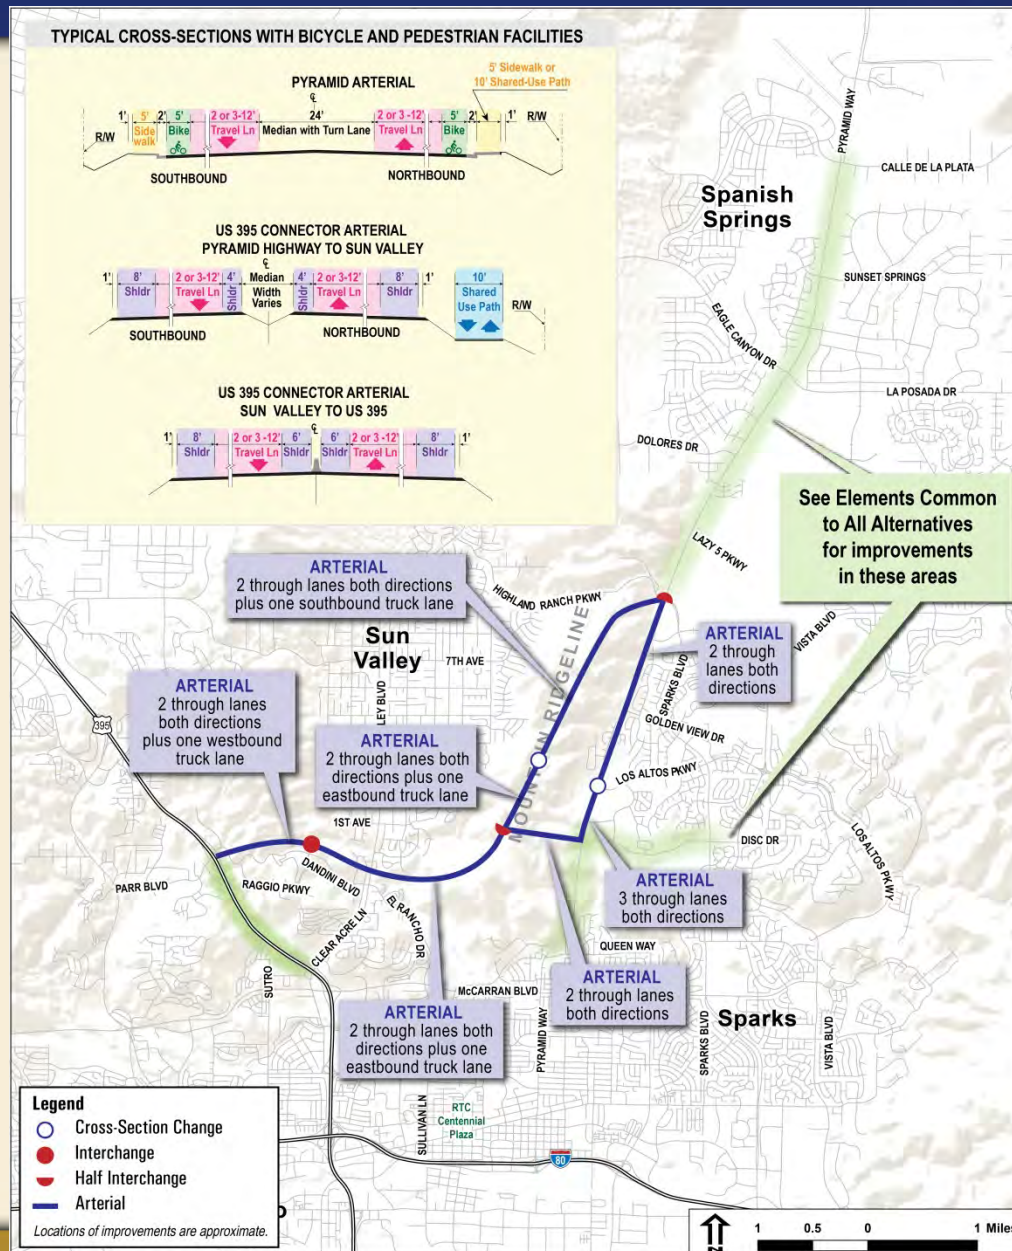 TYPICAL CROSS-SECTIONS WITH BICYCLE AND PEDESTRIAN FACILITIES
PYRAMID ARTERIAL
5' Sidewalk or
10' Shared-Use Path
1' 5' 2' 5' 2 or 3-12' 24' 2 or 3 -12' 5' 2' 1'
R/W
Side
walk
Bike
Travel Ln
Median with Turn Lane
Travel Ln
Bike
R/W
SOUTHBOUND
NORTHBOUND
US 395 CONNECTOR ARTERIAL
PYRAMID HIGHWAY TO SUN VALLEY
1' 8' 2 or 3-12' 4' Median 4' 2 or 3-12' 8' 1' 10'
Shldr
Travel Ln
Shldr
Width
Varies
Shldr
Travel Ln
Shldr
Shared
Use Path
R/W
SOUTHBOUND
NORTHBOUND
US 395 CONNECTOR ARTERIAL
SUN VALLEY TO US 395
1' 8' 2 or 3 -12' 6' 6' 2 or 3 -12' 8' 1'
Shldr
Travel Ln
Shldr
Shldr
Travel Ln
Shldr
PYRAMID WAY
CALLE DE LA PLATA
Spanish
Springs
SUNSET SPRINGS
EAGLE CANYON DR
LA POSADA DR
DOLORES DR
See Elements Common
to All Alternatives
for improvements
in these areas
LAZY 5 PKWY
ARTERIAL
2 through lanes both directions
plus one southbound truck lane
HIGHLAND RANCH PKWY
VISTA BLVD
Sun
Valley
7TH AVE
MOUNTAIN RIDGELINE
SPARKS BLVD
ARTERIAL
2 through
lanes both
directions
ARTERIAL
2 through lanes
both directions
plus one westbound
truck lane
LEY BLVD
GOLDEN VIEW DR
395
ARTERIAL
2 through lanes both
directions plus one
eastbound truck lane
LOS ALTOS PKWY
1ST AVE
DISC DR
LOS ALTOS PKWY
PARR BLVD
RAGGIO PKWY
DANDINI BLVD
EL RANCHO DR
CLEAR ACRE LN
ARTERIAL
3 through lanes
both directions
QUEEN WAY
SUTRO
McCARRAN BLVD
ARTERIAL
2 through lanes
both directions
ARTERIAL
2 through lanes both
directions plus one
eastbound truck lane
PYRAMID WAY
SPARKS BLVD
Sparks
VISTA BLVD
SULLIVAN LN
RTC
Centennial
Plaza
80
Legend
Cross-Section Change
Interchange
Half Interchange
Arterial
Locations of improvements are approximate.
o
N
1 0.5 0 1 Miles